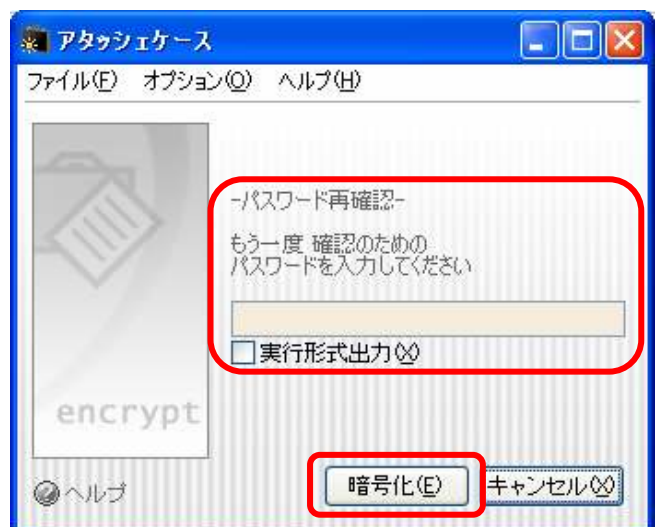 アタッシェケース
ファイル(F) オプション(O) ヘルプ(H)
-パスワード再確認-
もう一度 確認のための
パスワードを入力してください
実行形式出力(X)
encrypt
ヘルプ 暗号化(E) キャンセル(X)